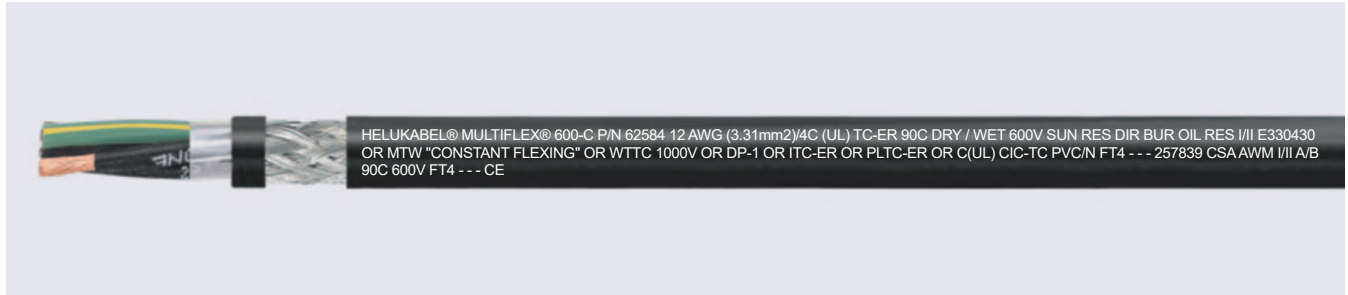 HELUKABEL® MULTIFLEX® 600-C P/N 62584 12 AWG (3.31mm2)/4C (UL) TC-ER 90C DRY / WET 600V SUN RES DIR BUR OIL RES I/II E330430
OR MTW "CONSTANT FLEXING" OR WTTC 1000V OR DP-1 OR ITC-ER OR PLTC-ER OR C(UL) CIC-TC PVC/N FT4 - - - 257839 CSA AWM I/II A/B
90C 600V FT4 - - - CE
ONE